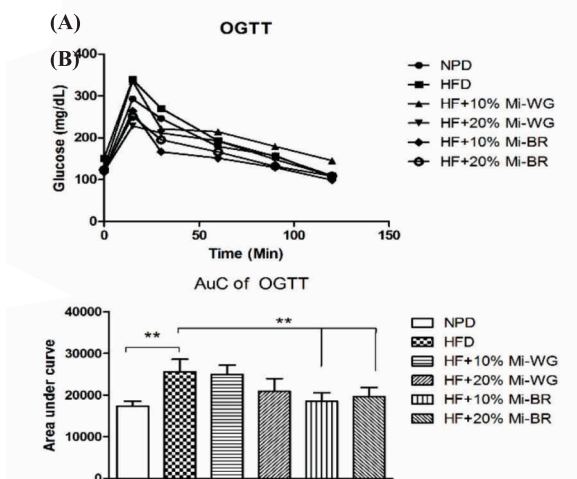 (A)
OGTT
(B)
400
300
200
100
0
Glucose (mg/dL)
0 50 100 150
Time (Min)
NPD
HFD
HF+10% Mi-WG
HF+20% Mi-WG
HF+10% Mi-BR
HF+20% Mi-BR
AuC of OGTT
40000
30000
20000
10000
0
Area under curve
**
**
NPD
HFD
HF+10% Mi-WG
HF+20% Mi-WG
HF+10% Mi-BR
HF+20% Mi-BR